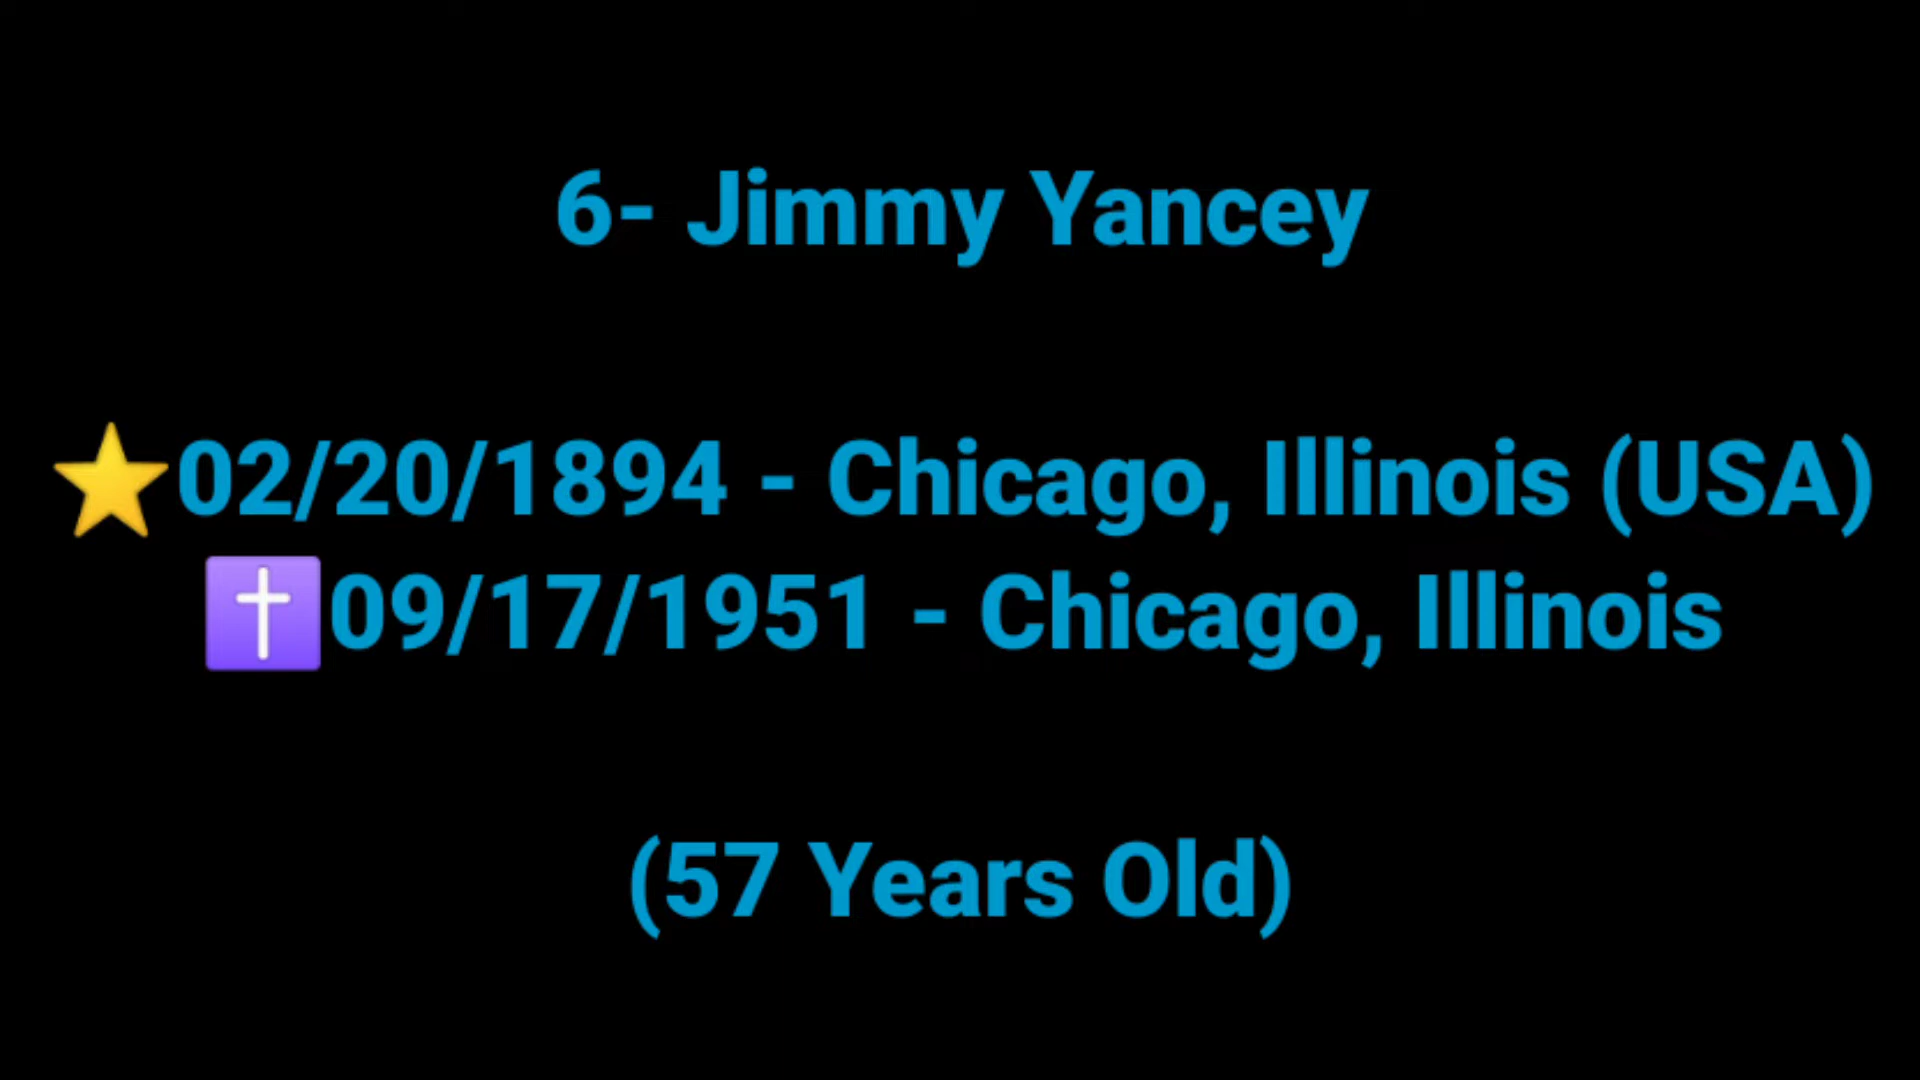 6- Jimmy Yancey
⭐02/20/1894 - Chicago, Illinois (USA)
✝️09/17/1951 - Chicago, Illinois
(57 Years Old)